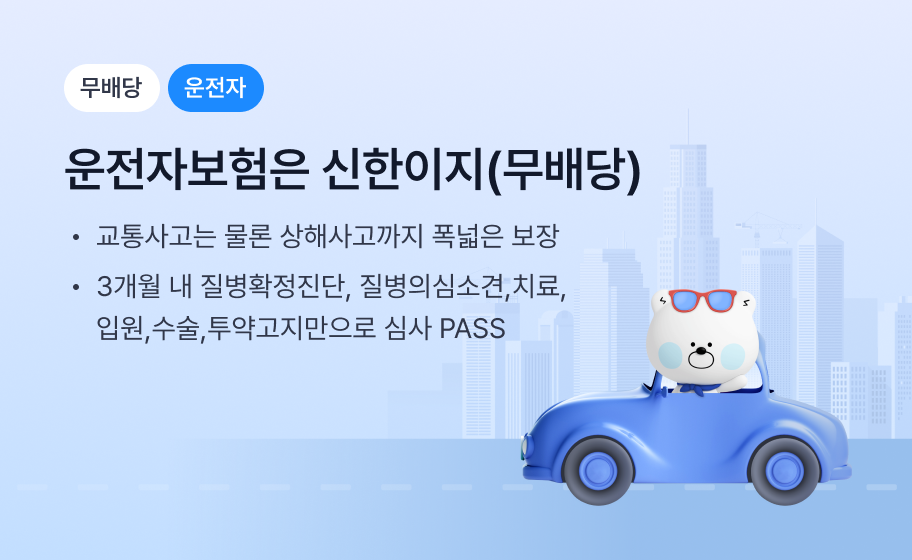 무배당 운전자
운전자보험은 신한이지(무배당)
• 교통사고는 물론 상해사고까지 폭넓은 보장
• 3개월 내 질병확정진단, 질병의심소견,치료,
입원,수술,투약고지만으로 심사 PASS